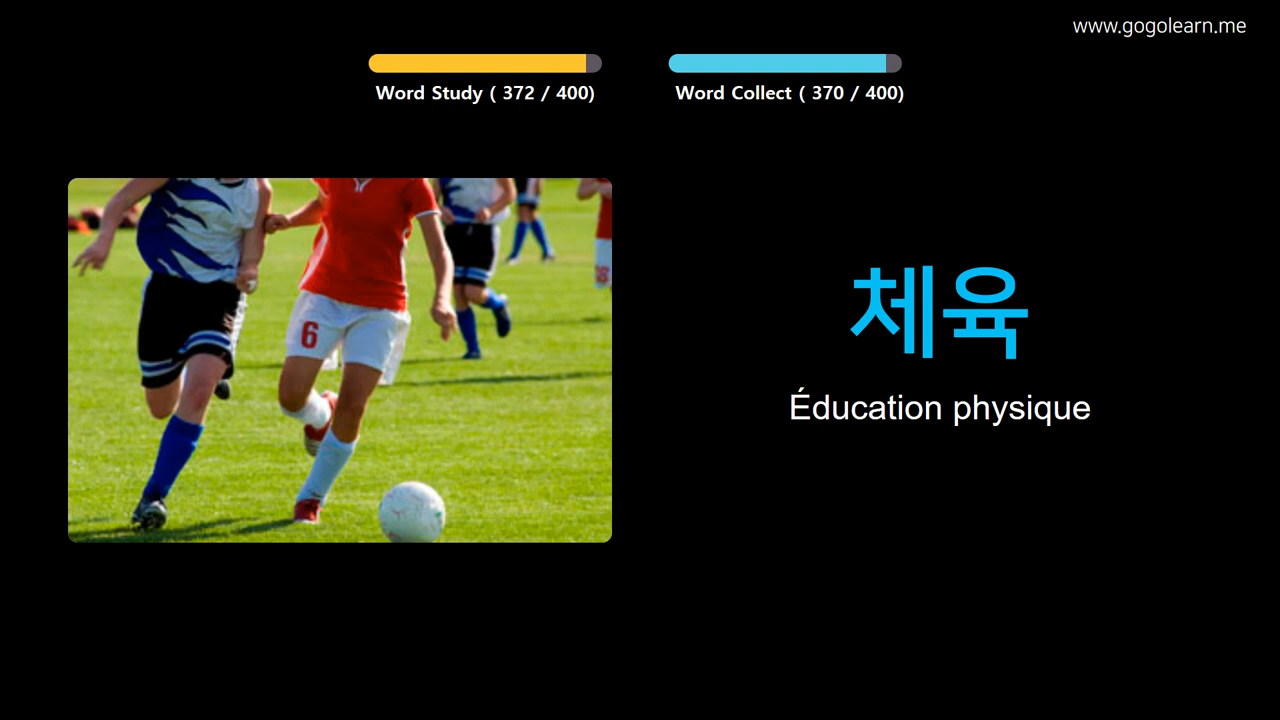 www.gogolearn.me
Word Study ( 372 / 400)
Word Collect ( 370 / 400)
6
체육
Éducation physique